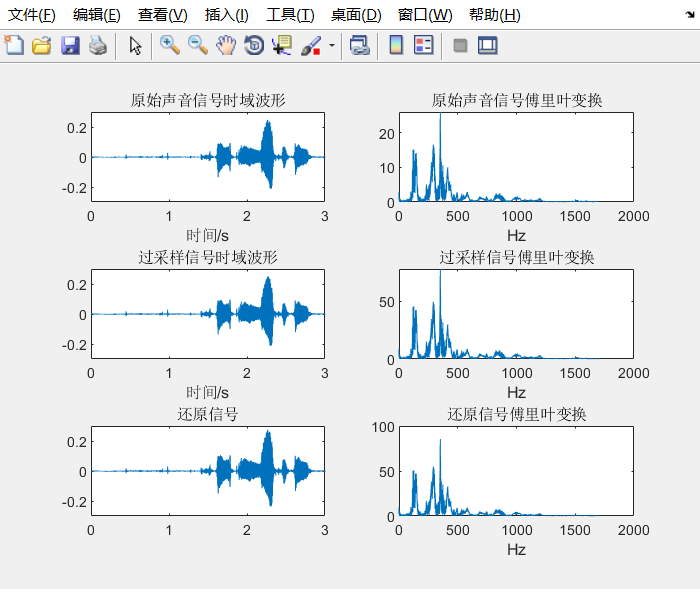 文件(F) 编辑(E) 查看(V) 插入(I) 工具(T) 桌面(D) 窗口(W) 帮助(H)
原始声音信号时域波形
0.2
0
-0.2
0 1 2 3
时间/s
原始声音信号傅里叶变换
20
10
0
0 500 1000 1500 2000
Hz
过采样信号时域波形
0.2
0
-0.2
0 1 2 3
时间/s
过采样信号傅里叶变换
50
0
0 500 1000 1500 2000
Hz
还原信号
0.2
0
-0.2
0 1 2 3
还原信号傅里叶变换
100
50
0
0 500 1000 1500 2000
Hz